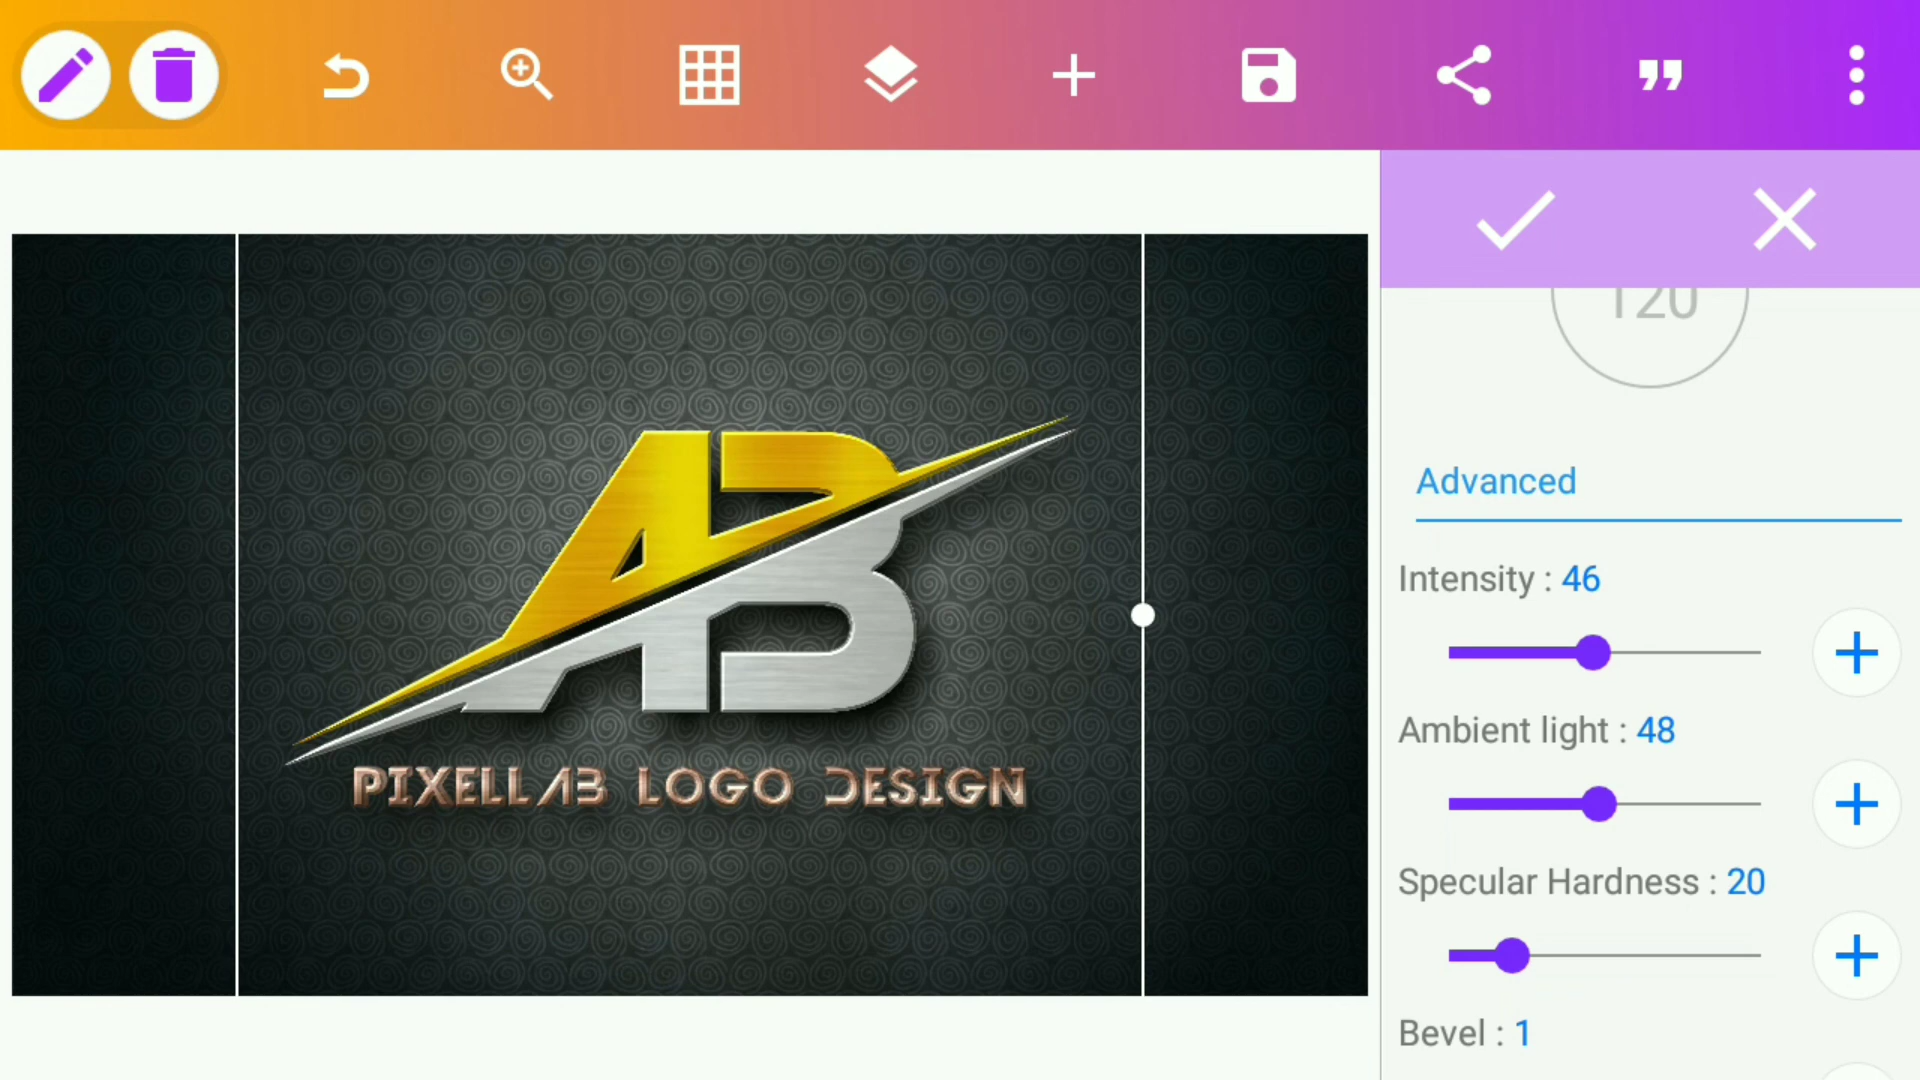 120
Advanced
Intensity : 46
Ambient light : 48
Specular Hardness : 20
Bevel : 1
AB
PIXELLAB LOGO DESIGN